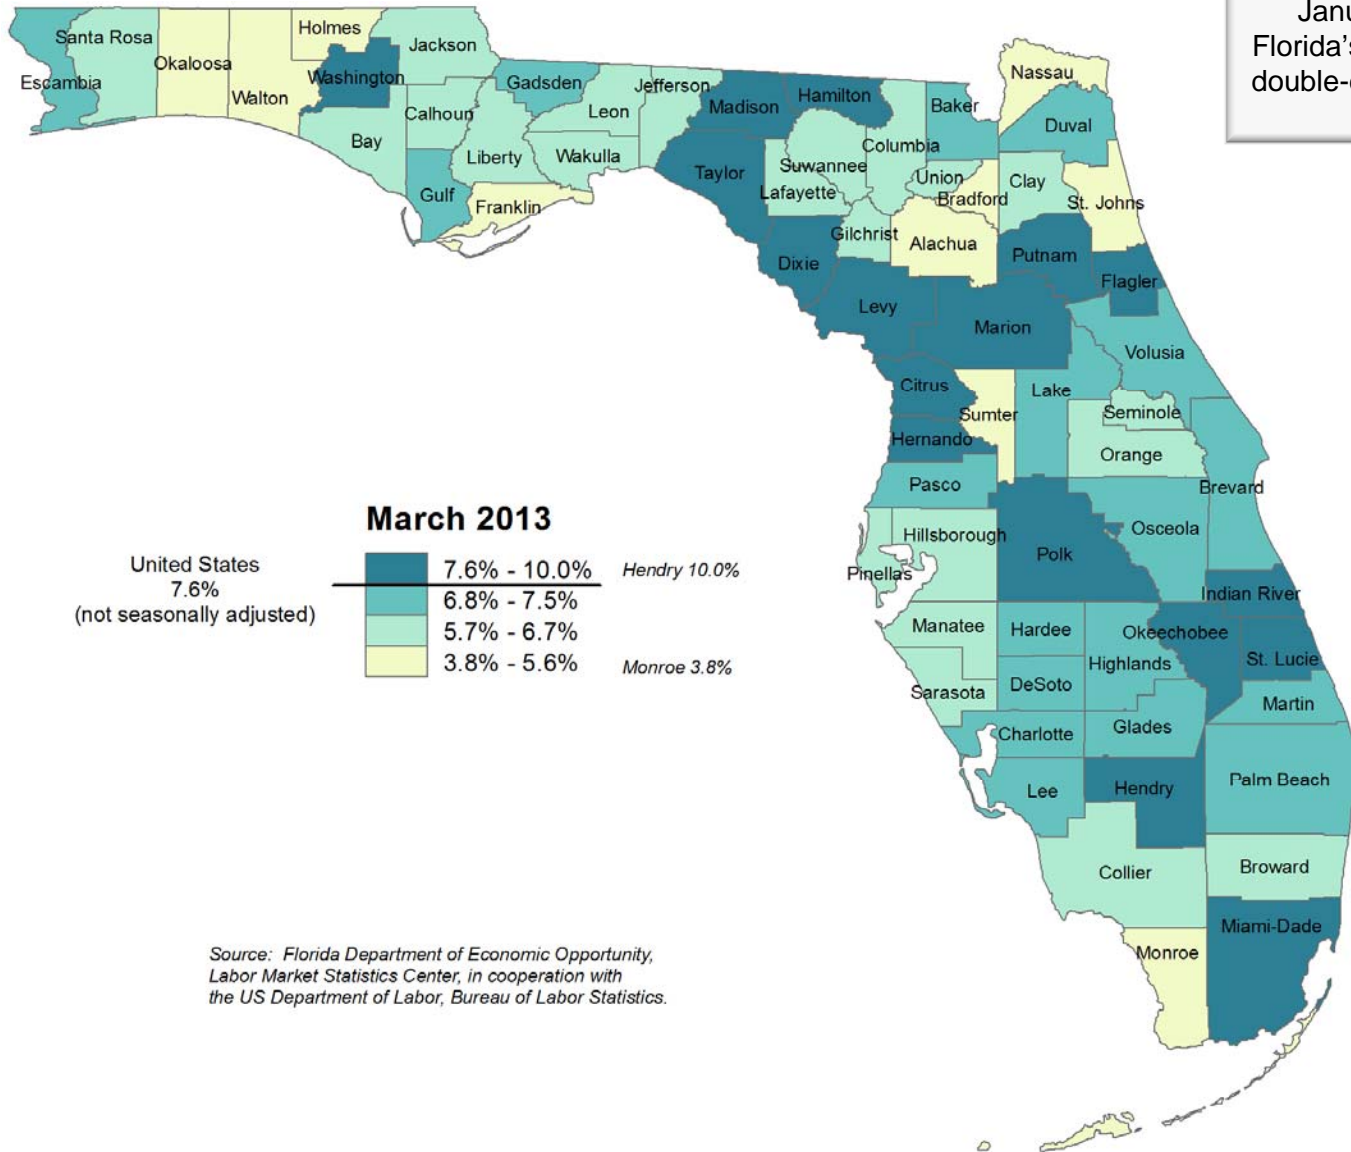 Janu
Florida's
double-
Holmes
Santa Rosa
Jackson
Okaloosa
Washington
Escambia
Gadsden
Jefferson
Walton
Calhoun
Leon
Madison
Hamilton
Baker
Nassau
Bay
Liberty
Wakulla
Duval
Columbia
Taylor
Suwannee
Lafayette
Union
Clay
Gulf
Franklin
Bradford
St. Johns
Gilchrist
Alachua
Putnam
Dixie
Flagler
Levy
Marion
Volusia
Citrus
Lake
Sumter
Seminole
Hernando
Orange
Pasco
Brevard
Osceola
Hillsborough
Polk
Pinellas
Indian River
Manatee
Hardee
Okeechobee
Highlands
St. Lucie
Sarasota
DeSoto
Martin
Charlotte
Glades
Lee
Hendry
Palm Beach
Collier
Broward
Miami-Dade
Monroe
March 2013
United States
7.6%
(not seasonally adjusted)
7.6% - 10.0%
Hendry 10.0%
6.8% - 7.5%
5.7% - 6.7%
3.8% - 5.6%
Monroe 3.8%
Source: Florida Department of Economic Opportunity,
Labor Market Statistics Center, in cooperation with
the US Department of Labor, Bureau of Labor Statistics.